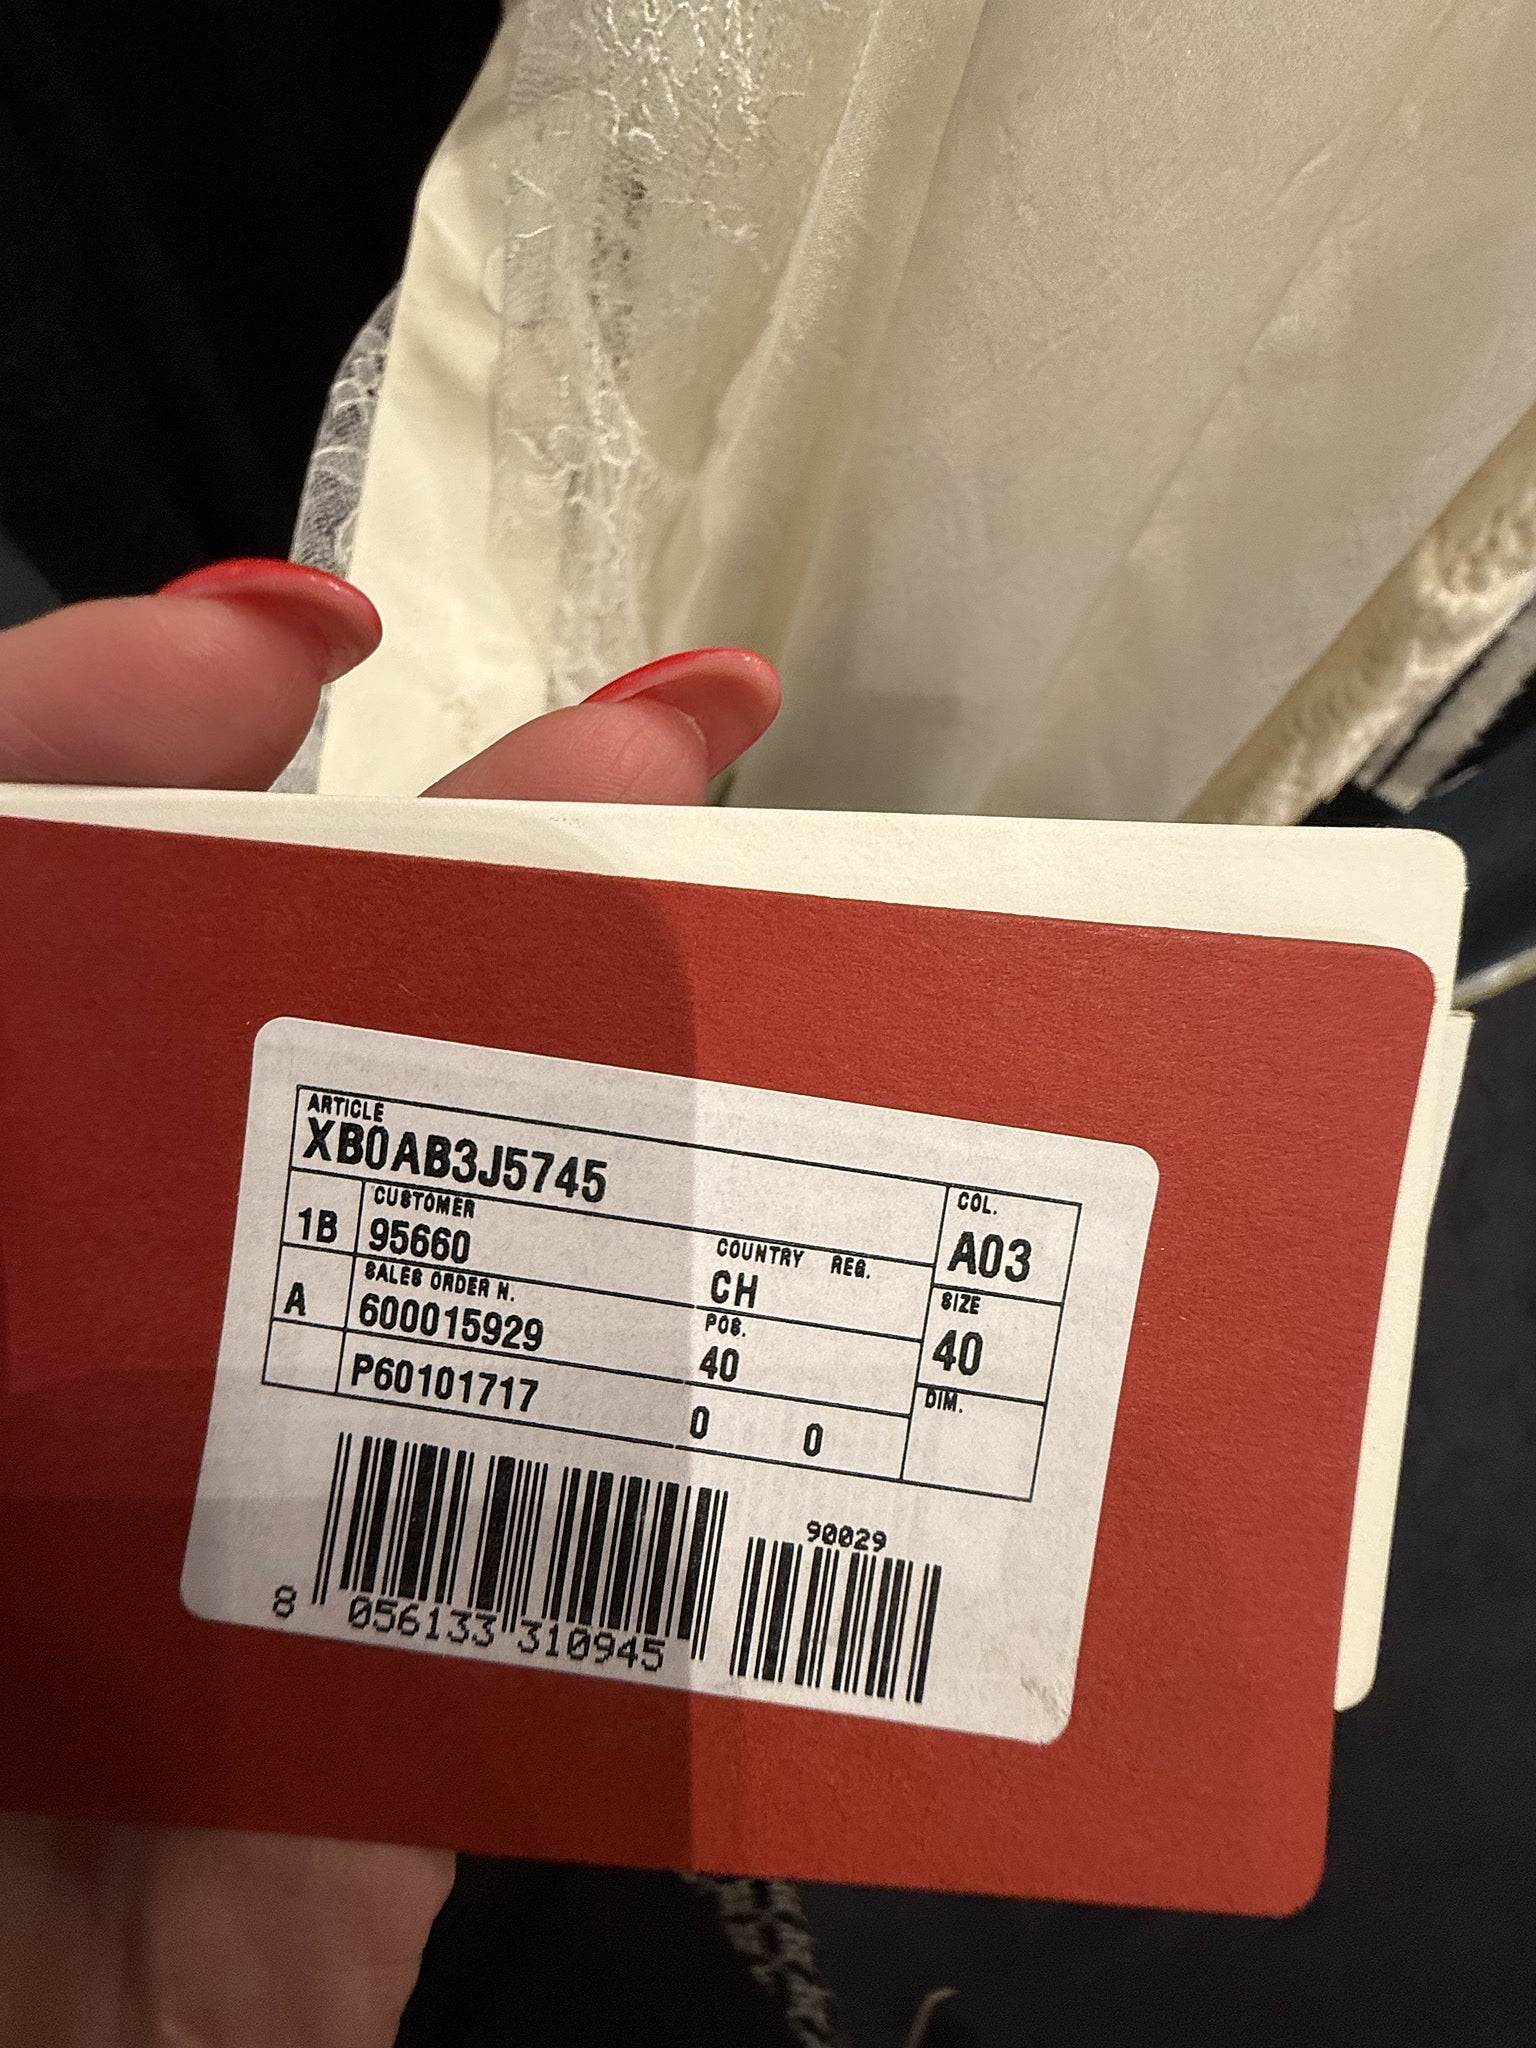 ARTICLE
XB0AB3J5745
COL.
A03
1B
CUSTOMER
95660
COUNTRY REG.
CH
SIZE
40
A
SALES ORDER N.
600015929
POS.
40
DIM.
P60101717
0 0
90029
8 056133 310945